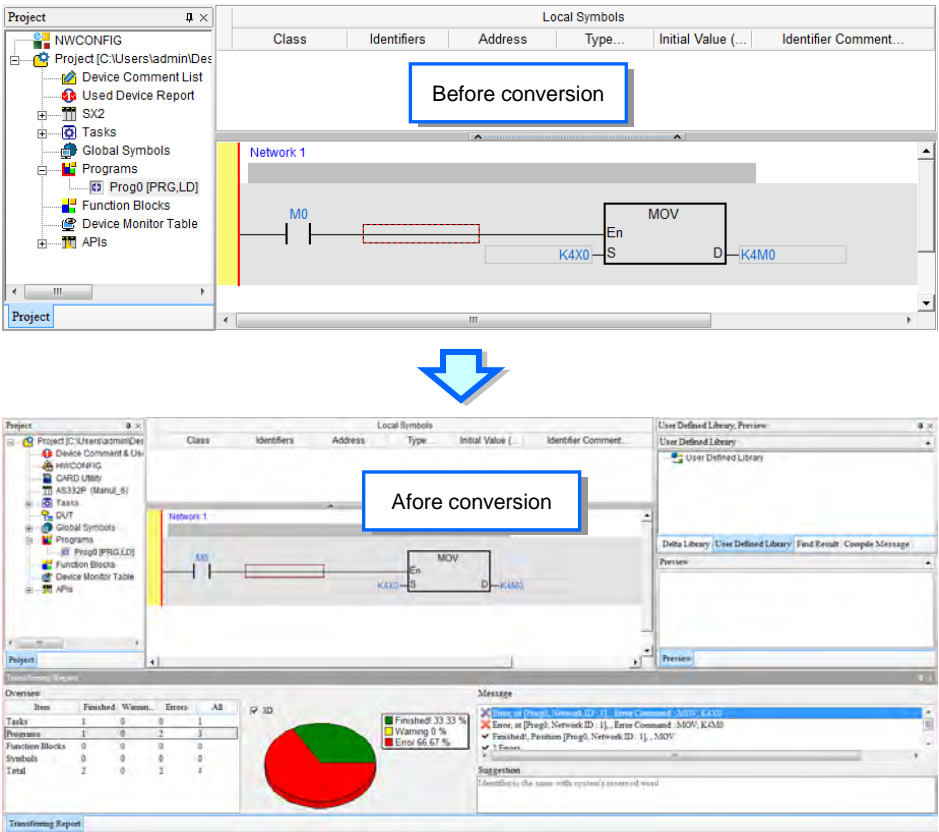 Project
NWCONFIG
Project [C:\Users\admin\Des
Device Comment List
Used Device Report
SX2
Tasks
Global Symbols
Programs
Prog0 [PRG,LD]
Function Blocks
Device Monitor Table
APIs
Project
Local Symbols
Class Identifiers Address Type... Initial Value (... Identifier Comment...
Before conversion
Network 1
M0
MOV
En
K4X0 S D K4M0
Project
Project [C:\Users\admin\Des
Device Comment & Us
HWCONFIG
CARD Utility
AS332P (Manul_6)
Tasks
DUT
Global Symbols
Programs
Prog0 [PRG,LD]
Function Blocks
Device Monitor Table
APIs
Project
Local Symbols
Class Identifiers Address Type... Initial Value (... Identifier Comment...
Afore conversion
Network 1
M0
MOV
En
K4X0 S D K4M0
User Defined Library, Preview
User Defined Library
User Defined Library
Delta Library User Defined Library Find Result Compile Message
Preview
Preview
Transferring Report
Overview
Item Finished Warnin... Errors All
Tasks 1 0 0 1
Programs 1 0 2 3
Function Blocks 0 0 0 0
Symbols 0 0 0 0
Total 2 0 2 4
3D
Finished! 33.33 %
Warning 0 %
Error 66.67 %
Message
Error, at [Prog0, Network ID : 1], , Error Command : MOV, K4X0
Error, at [Prog0, Network ID : 1], , Error Command : MOV, K4M0
Finished!, Position [Prog0, Network ID : 1], , MOV
2 Errors
Suggestion
Identifier is the same with system's reserved word
Transferring Report